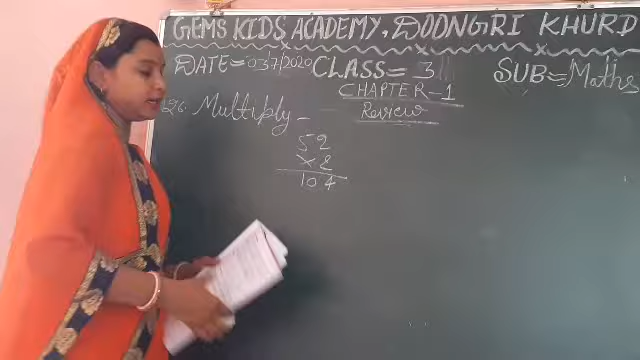 GEMS KIDS ACADEMY, DOONGRI KHURD
DATE=03/7/2020 CLASS= 3 SUB=Maths
CHAPTER-1
Review
Multiply -
52
×2
104